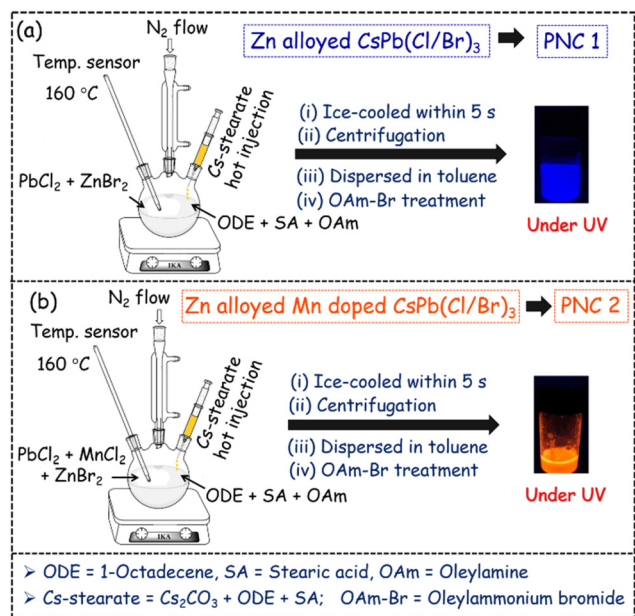 (a)
N₂ flow
Zn alloyed CsPb(Cl/Br)₃
PNC 1
Temp. sensor
160 °C
Cs-stearate
hot injection
(i) Ice-cooled within 5 s
(ii) Centrifugation
(iii) Dispersed in toluene
(iv) OAm-Br treatment
PbCl₂ + ZnBr₂
ODE + SA + OAm
IKA
Under UV
(b)
N₂ flow
Zn alloyed Mn doped CsPb(Cl/Br)₃
PNC 2
Temp. sensor
160 °C
Cs-stearate
hot injection
(i) Ice-cooled within 5 s
(ii) Centrifugation
(iii) Dispersed in toluene
(iv) OAm-Br treatment
PbCl₂ + MnCl₂
+ ZnBr₂
ODE + SA + OAm
IKA
Under UV
➢ ODE = 1-Octadecene, SA = Stearic acid, OAm = Oleylamine
➢ Cs-stearate = Cs₂CO₃ + ODE + SA; OAm-Br = Oleylammonium bromide